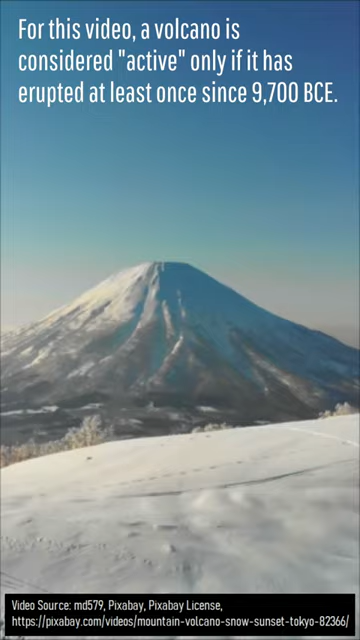 For this video, a volcano is
considered "active" only if it has
erupted at least once since 9,700 BCE.
Video Source: md579, Pixabay, Pixabay License,
https://pixabay.com/videos/mountain-volcano-snow-sunset-tokyo-82366/